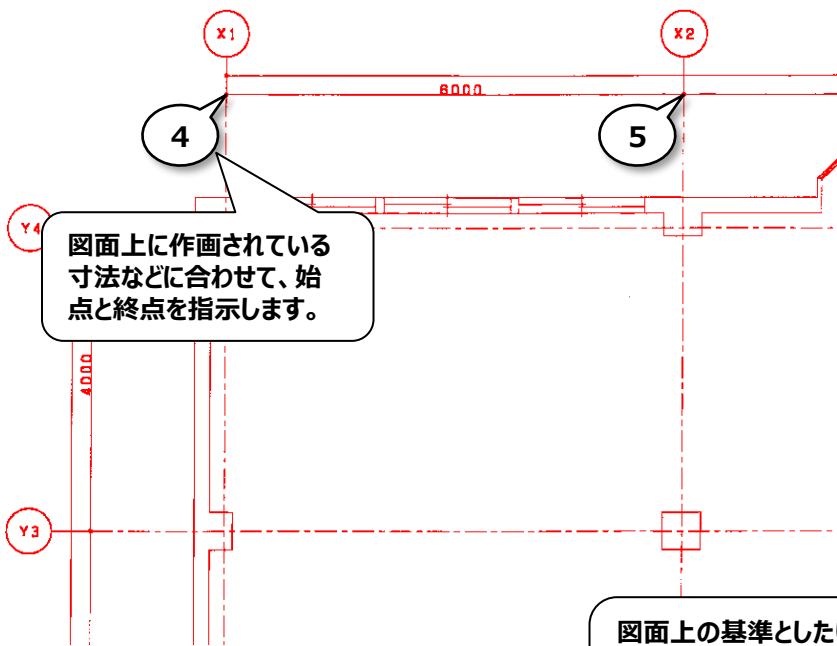 X1
X2
6000
4
5
Y4
図面上に作画されている
寸法などに合わせて、始
点と終点を指示します。
4000
Y3
図面上の基準とした